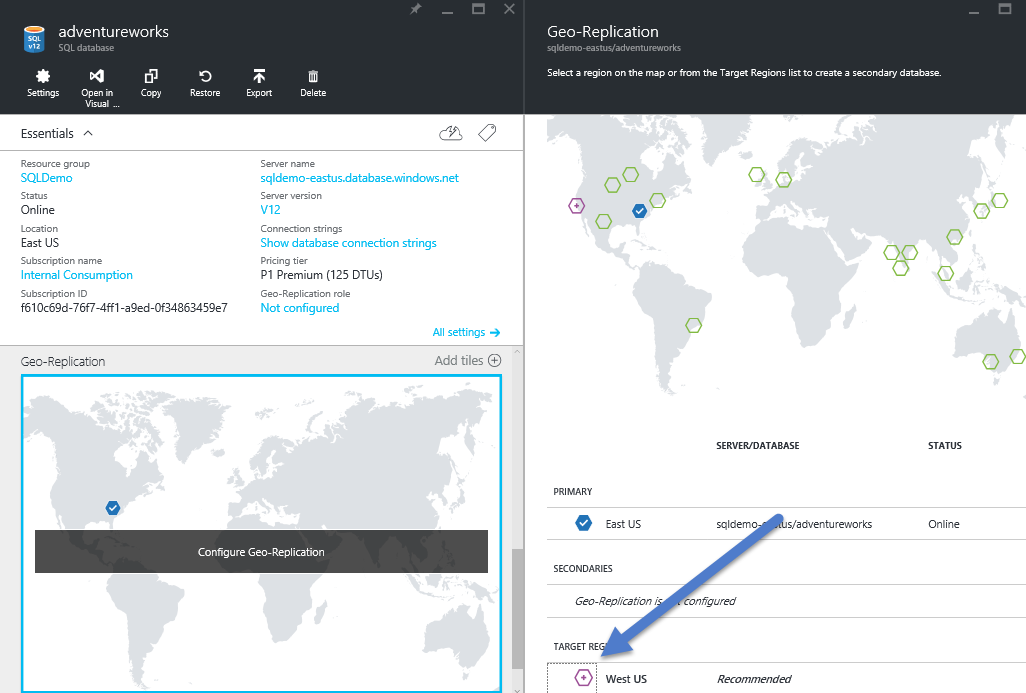 adventureworks
SQL database
SQL
v12
Settings
Open in
Visual ...
Copy
Restore
Export
Delete
Essentials
Resource group
SQLDemo
Status
Online
Location
East US
Subscription name
Internal Consumption
Subscription ID
f610c69d-76f7-4ff1-a9ed-0f34863459e7
Server name
sqldemo-eastus.database.windows.net
Server version
V12
Connection strings
Show database connection strings
Pricing tier
P1 Premium (125 DTUs)
Geo-Replication role
Not configured
All settings
Geo-Replication
Add tiles
Configure Geo-Replication
Geo-Replication
sqldemo-eastus/adventureworks
Select a region on the map or from the Target Regions list to create a secondary database.
SERVER/DATABASE STATUS
PRIMARY
East US sqldemo-eastus/adventureworks Online
SECONDARIES
Geo-Replication is configured
TARGET
West US Recommended